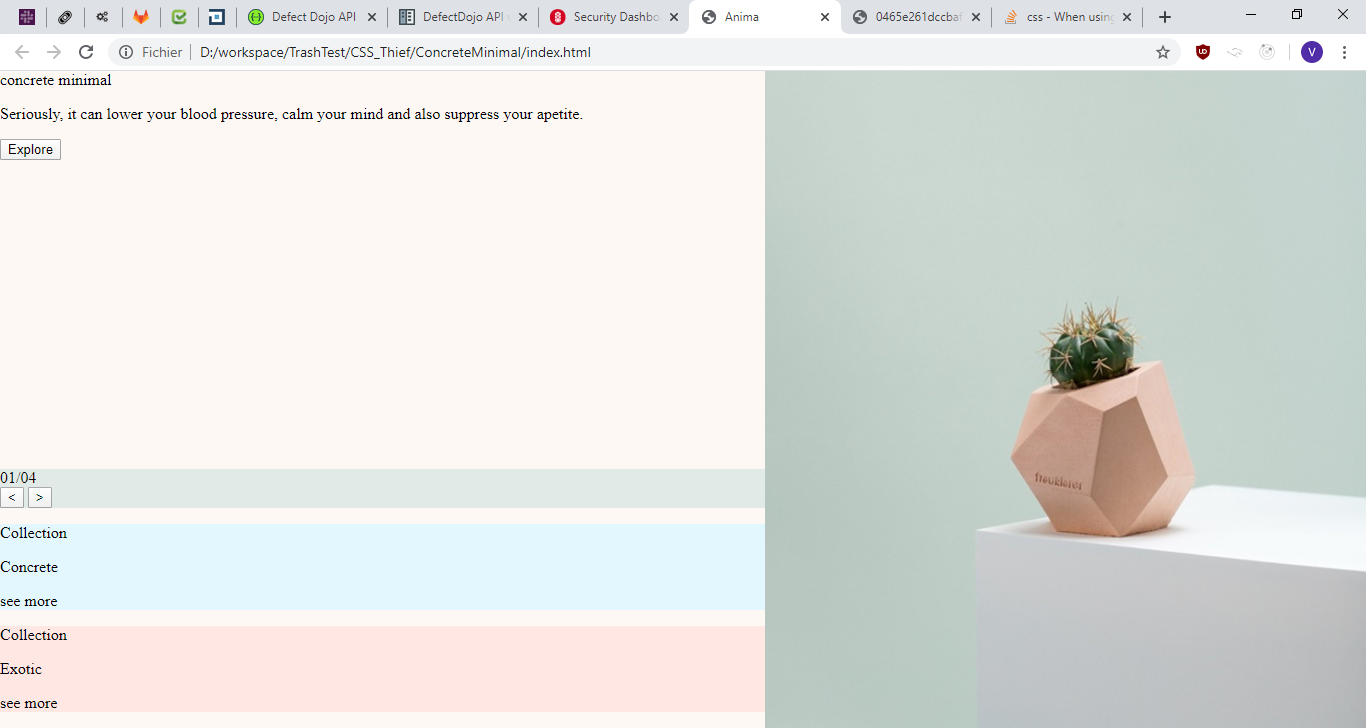 Defect Dojo API
DefectDojo API
Security Dashbo
Anima
0465e261dccbaf
css - When using
Fichier
D:/workspace/TrashTest/CSS_Thief/ConcreteMinimal/index.html
V
concrete minimal
Seriously, it can lower your blood pressure, calm your mind and also suppress your apetite.
Explore
01/04
< >
Collection
Concrete
see more
Collection
Exotic
see more